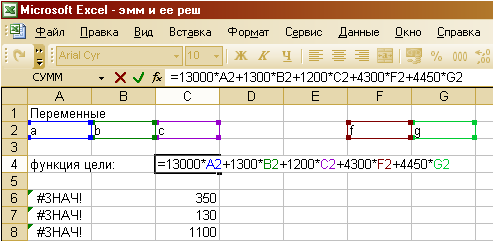 Microsoft Excel - эмм и ее реш
Файл Правка Вид Вставка Формат Сервис Данные Окно Справка
Arial Cyr 10 Ж К Ч % 000
СУММ =13000*A2+1300*B2+1200*C2+4300*F2+4450*G2
A B C D E F G
1 Переменные
2 a b c f g
3
4 функция цели: =13000*A2+1300*B2+1200*C2+4300*F2+4450*G2
5
6 #ЗНАЧ! 350
7 #ЗНАЧ! 130
8 #ЗНАЧ! 1100